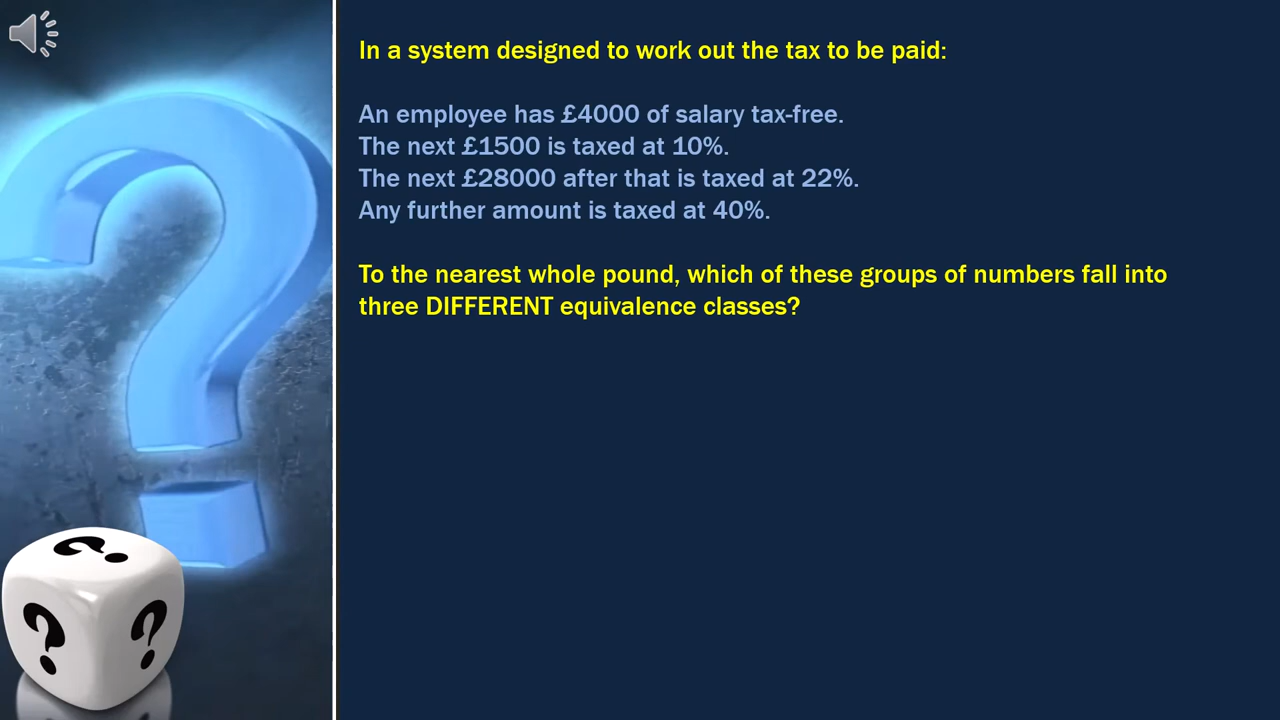 In a system designed to work out the tax to be paid:
An employee has £4000 of salary tax-free.
The next £1500 is taxed at 10%.
The next £28000 after that is taxed at 22%.
Any further amount is taxed at 40%.
To the nearest whole pound, which of these groups of numbers fall into
three DIFFERENT equivalence classes?